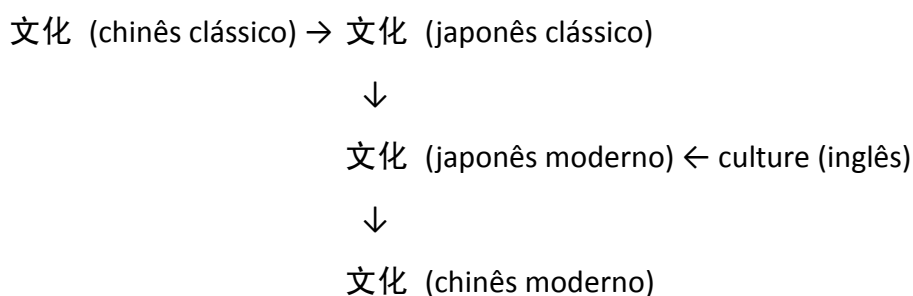 文化 (chinês clássico) → 文化 (japonês clássico)
↓
文化 (japonês moderno) ← culture (inglês)
↓
文化 (chinês moderno)